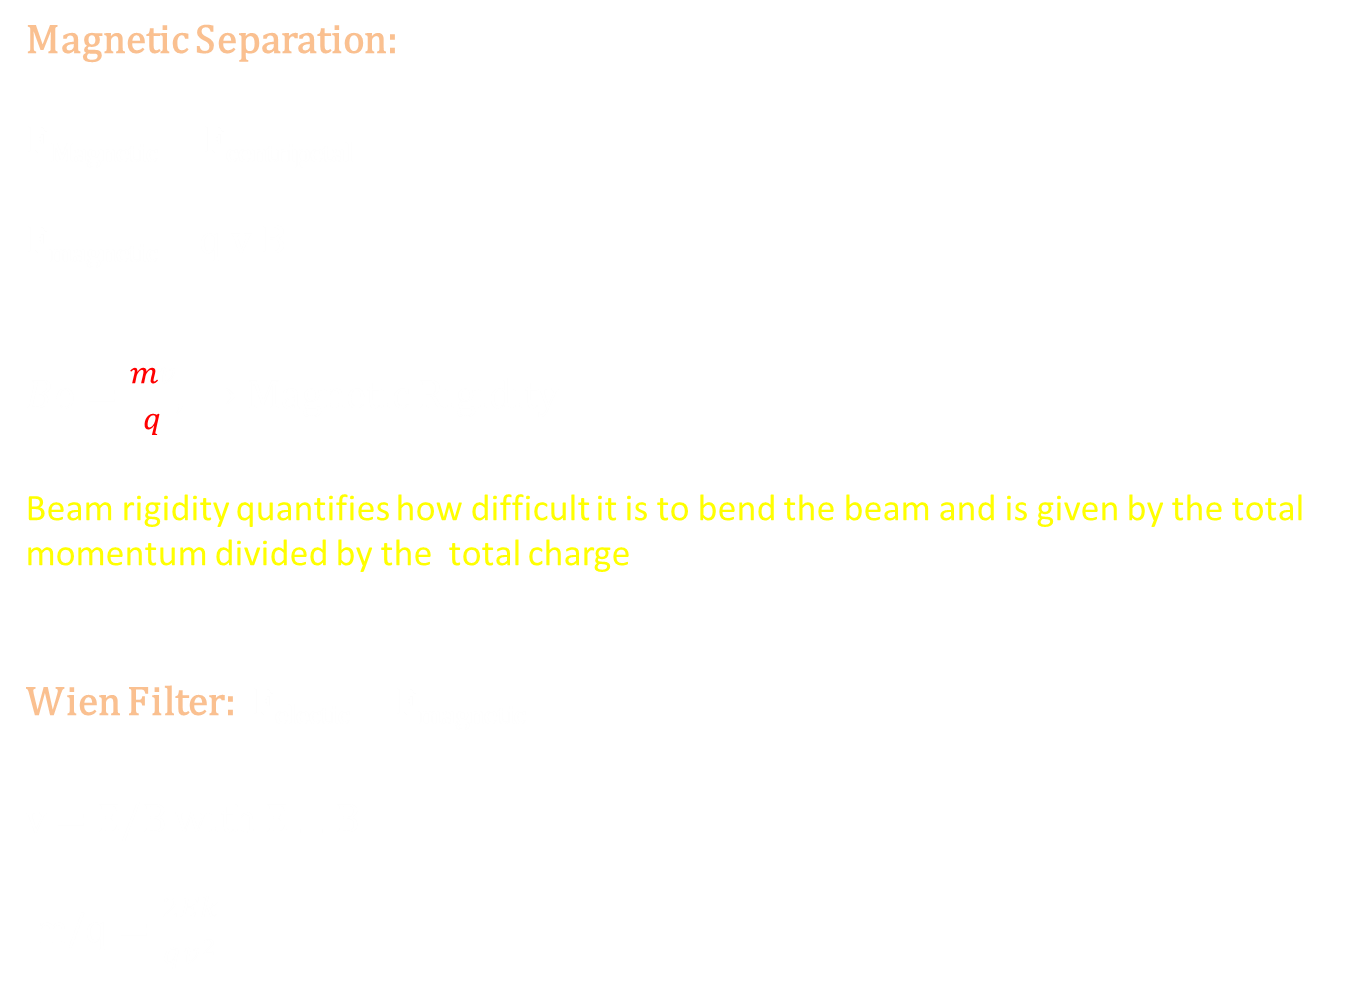 Magnetic Separation:
m
q
Beam rigidity quantifies how difficult it is to bend the beam and is given by the total
momentum divided by the  total charge
Wien Filter: